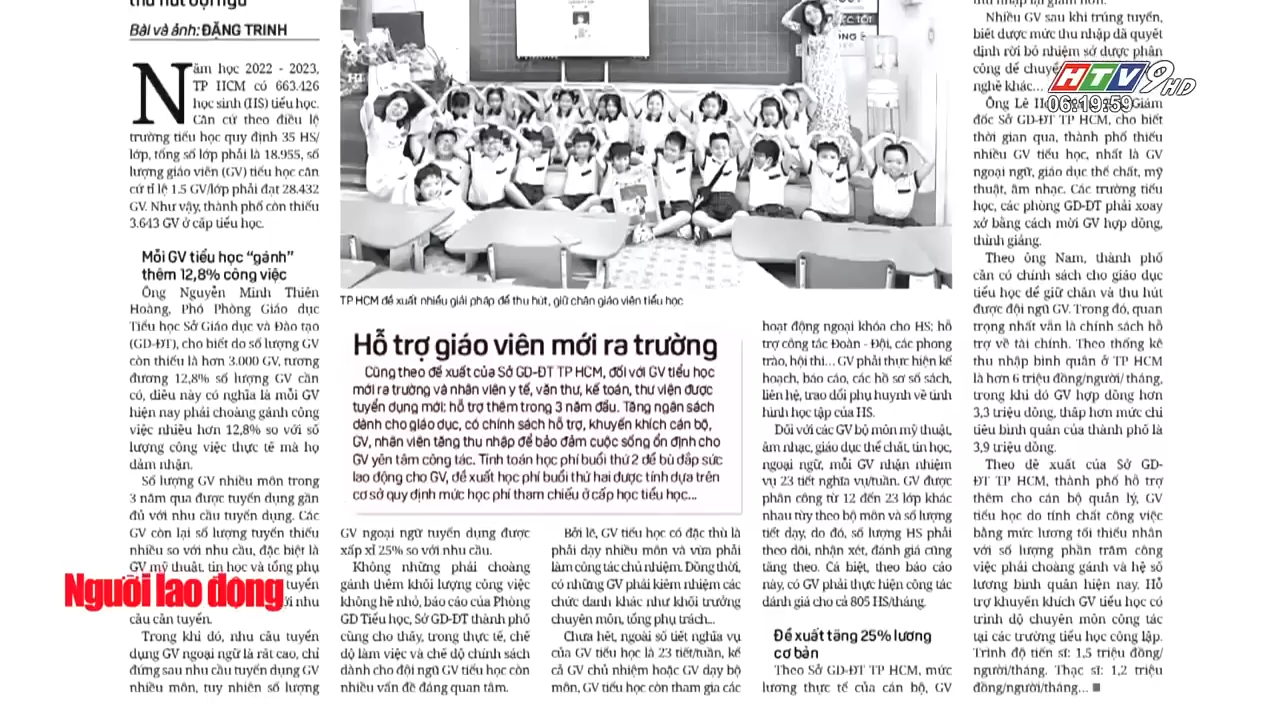 Bài và ảnh: ĐẶNG TRINH
Năm học 2022 - 2023,
TP HCM có 663.426
học sinh (HS) tiểu học.
Căn cứ theo điều lệ
trường tiểu học quy định 35 HS/
lớp, tổng số lớp phải là 18.955, số
lượng giáo viên (GV) tiểu học căn
cứ tỉ lệ 1.5 GV/lớp phải đạt 28.432
GV. Như vậy, thành phố còn thiếu
3.643 GV ở cấp tiểu học.
Mỗi GV tiểu học “gánh”
thêm 12,8% công việc
Ông Nguyễn Minh Thiên
Hoàng, Phó Phòng Giáo dục
Tiểu học Sở Giáo dục và Đào tạo
(GD-ĐT), cho biết do số lượng GV
còn thiếu là hơn 3.000 GV, tương
đương 12,8% số lượng GV cần
có, điều này có nghĩa là mỗi GV
hiện nay phải choàng gánh công
việc nhiều hơn 12,8% so với số
lượng công việc thực tế mà họ
đảm nhận.
Số lượng GV nhiều môn trong
3 năm qua được tuyển dụng gần
đủ với nhu cầu tuyển dụng. Các
GV còn lại số lượng tuyển thiếu
nhiều so với nhu cầu, đặc biệt là
GV mỹ thuật, tin học và tổng phụ
tuyển
nhu
cầu cần tuyển.
Trong khi đó, nhu cầu tuyển
dụng GV ngoại ngữ là rất cao, chỉ
đứng sau nhu cầu tuyển dụng GV
nhiều môn, tuy nhiên số lượng
Người lao động
TP HCM đề xuất nhiều giải pháp để thu hút, giữ chân giáo viên tiểu học
Hỗ trợ giáo viên mới ra trường
Cũng theo đề xuất của Sở GD-ĐT TP HCM, đối với GV tiểu học
mới ra trường và nhân viên y tế, văn thư, kế toán, thư viện được
tuyển dụng mới: hỗ trợ thêm trong 3 năm đầu. Tăng ngân sách
dành cho giáo dục, có chính sách hỗ trợ, khuyến khích cán bộ,
GV, nhân viên tăng thu nhập để bảo đảm cuộc sống ổn định cho
GV yên tâm công tác. Tính toán học phí buổi thứ 2 để bù đắp sức
lao động cho GV, đề xuất học phí buổi thứ hai được tính dựa trên
cơ sở quy định mức học phí tham chiếu ở cấp học tiểu học...
GV ngoại ngữ tuyển dụng được
xấp xỉ 25% so với nhu cầu.
Không những phải choàng
gánh thêm khối lượng công việc
không hề nhỏ, báo cáo của Phòng
GD Tiểu học, Sở GD-ĐT thành phố
cũng cho thấy, trong thực tế, chế
độ làm việc và chế độ chính sách
dành cho đội ngũ GV tiểu học còn
nhiều vấn đề đáng quan tâm.
Bởi lẽ, GV tiểu học có đặc thù là
phải dạy nhiều môn và vừa phải
làm công tác chủ nhiệm. Đồng thời,
có những GV phải kiêm nhiệm các
chức danh khác như khối trưởng
chuyên môn, tổng phụ trách...
Chưa hết, ngoài số tiết nghĩa vụ
của GV tiểu học là 23 tiết/tuần, kể
cả GV chủ nhiệm hoặc GV dạy bộ
môn, GV tiểu học còn tham gia các
hoạt động ngoại khóa cho HS; hỗ
trợ công tác Đoàn - Đội, các phong
trào, hội thi... GV phải thực hiện kế
hoạch, báo cáo, các hồ sơ sổ sách,
liên hệ, trao đổi phụ huynh về tình
hình học tập của HS.
Đối với các GV bộ môn mỹ thuật,
âm nhạc, giáo dục thể chất, tin học,
ngoại ngữ, mỗi GV nhận nhiệm
vụ 23 tiết nghĩa vụ/tuần. GV được
phân công từ 12 đến 23 lớp khác
nhau tùy theo bộ môn và số lượng
tiết dạy, do đó, số lượng HS phải
theo dõi, nhận xét, đánh giá cũng
tăng theo. Cá biệt, theo báo cáo
này, có GV phải thực hiện công tác
đánh giá cho cả 805 HS/tháng.
Đề xuất tăng 25% lương
cơ bản
Theo Sở GD-ĐT TP HCM, mức
lương thực tế của cán bộ, GV
Nhiều GV sau khi trúng tuyển,
biết được mức thu nhập đã quyết
định rời bỏ nhiệm sở được phân
công để
nghề khác...
Ông Lê Giám
đốc Sở GD-ĐT TP HCM, cho biết
thời gian qua, thành phố thiếu
nhiều GV tiểu học, nhất là GV
ngoại ngữ, giáo dục thể chất, mỹ
thuật, âm nhạc. Các trường tiểu
học, các phòng GD-ĐT phải xoay
xở bằng cách mời GV hợp đồng,
thỉnh giảng.
Theo ông Nam, thành phố
cần có chính sách cho giáo dục
tiểu học để giữ chân và thu hút
được đội ngũ GV. Trong đó, quan
trọng nhất vẫn là chính sách hỗ
trợ về tài chính. Theo thống kê
thu nhập bình quân ở TP HCM
là hơn 6 triệu đồng/người/ tháng,
trong khi đó GV hợp đồng hơn
3,3 triệu đồng, thấp hơn mức chi
tiêu bình quân của thành phố là
3,9 triệu đồng.
Theo đề xuất của Sở GD-
ĐT TP HCM, thành phố hỗ trợ
thêm cho cán bộ quản lý, GV
tiểu học do tính chất công việc
bằng mức lương tối thiểu nhân
với số lượng phần trăm công
việc phải choàng gánh và hệ số
lương bình quân hiện nay. Hỗ
trợ khuyến khích GV tiểu học có
trình độ chuyên môn công tác
tại các trường tiểu học công lập.
Trình độ tiến sĩ: 1,5 triệu đồng/
người/tháng. Thạc sĩ: 1,2 triệu
đồng/người/tháng...
HTV9 HD
06:19:59